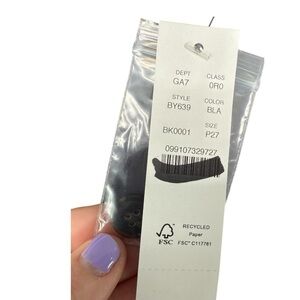 DEPT CLASS
GA7 0R0
STYLE COLOR
BY639 BLA
SIZE
BK0001 P27
099107329727
RECYCLED
Paper
FSC FSC® C117761